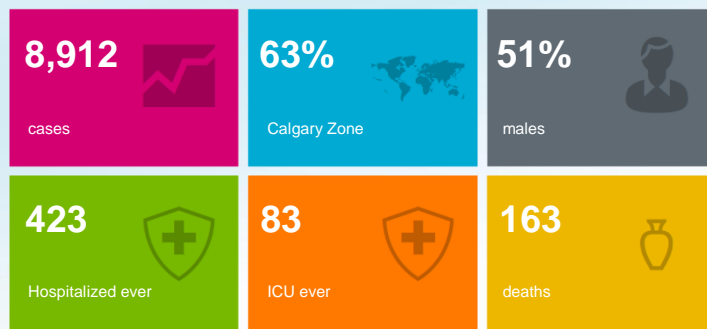 8,912
cases
63%
Calgary Zone
51%
males
423
Hospitalized ever
83
ICU ever
163
deaths